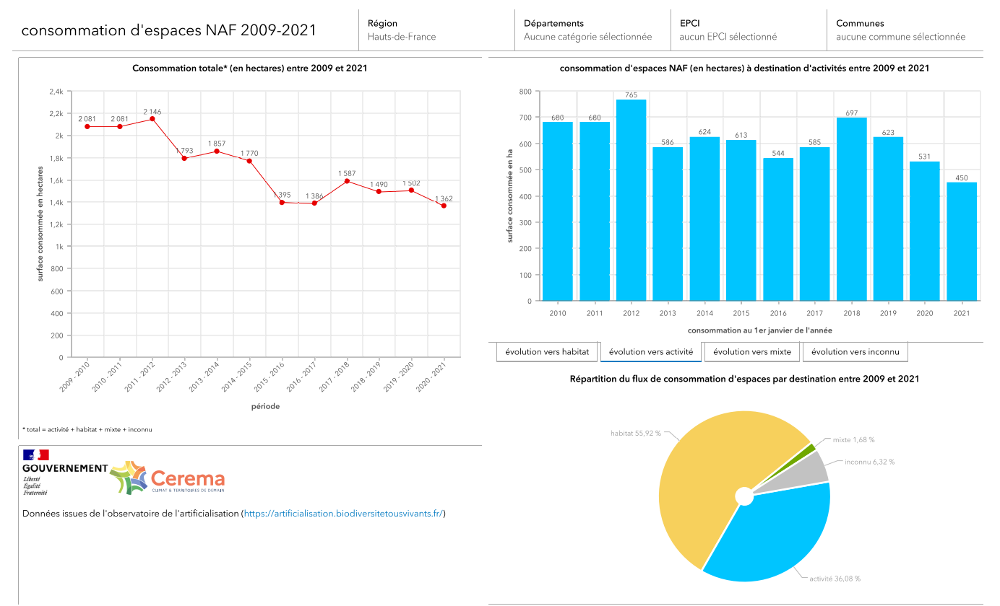 consommation d'espaces NAF 2009-2021
Région
Hauts-de-France
Départements
Aucune catégorie sélectionnée
EPCI
aucun EPCI sélectionné
Communes
aucune commune sélectionnée
Consommation totale* (en hectares) entre 2009 et 2021
surface consommée en hectares
2,4k
2,2k
2k
1,8k
1,6k
1,4k
1,2k
1k
800
600
400
200
0
2 081
2 081
2 146
1 793
1 857
1 770
1 395
1 386
1 587
1 490
1 502
1 362
2009 - 2010
2010 - 2011
2011 - 2012
2012 - 2013
2013 - 2014
2014 - 2015
2015 - 2016
2016 - 2017
2017 - 2018
2018 - 2019
2019 - 2020
2020 - 2021
période
* total = activité + habitat + mixte + inconnu
GOUVERNEMENT
Liberté
Égalité
Fraternité
Cerema
CLIMAT & TERRITOIRES DE DEMAIN
Données issues de l'observatoire de l'artificialisation (https://artificialisation.biodiversitetousvivants.fr/)
consommation d'espaces NAF (en hectares) à destination d'activités entre 2009 et 2021
surface consommée en ha
800
700
600
500
400
300
200
100
0
680
680
765
586
624
613
544
585
697
623
531
450
2010
2011
2012
2013
2014
2015
2016
2017
2018
2019
2020
2021
consommation au 1er janvier de l'année
évolution vers habitat
évolution vers activité
évolution vers mixte
évolution vers inconnu
Répartition du flux de consommation d'espaces par destination entre 2009 et 2021
habitat 55,92 %
mixte 1,68 %
inconnu 6,32 %
activité 36,08 %